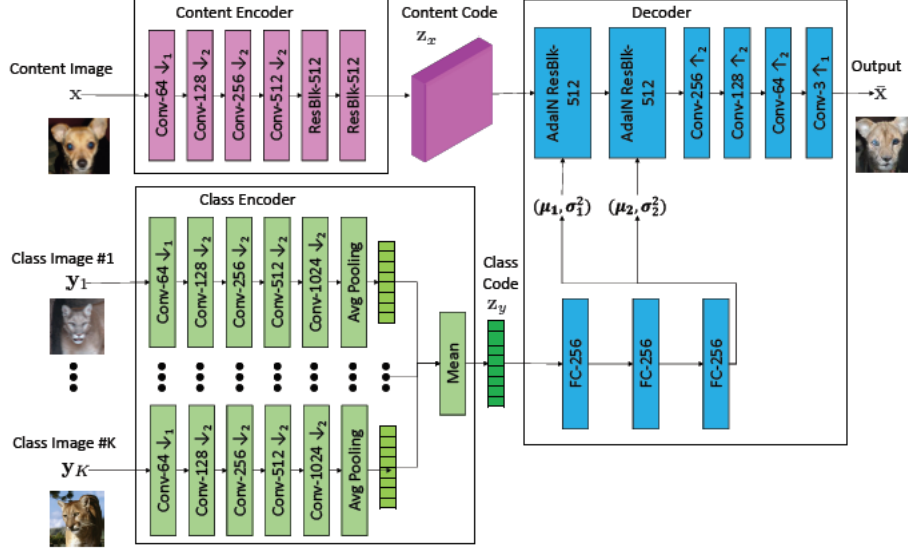 Content Encoder
Content Code
z_x
Decoder
Content Image
x
Conv-64 ↓1
Conv-128 ↓2
Conv-256 ↓2
Conv-512 ↓2
ResBlk-512
ResBlk-512
AdaIN ResBlk-
512
AdaIN ResBlk-
512
Conv-256 ↑2
Conv-128 ↑2
Conv-64 ↑2
Conv-3 ↑1
Output
x̄
(μ1, σ1²)
(μ2, σ2²)
Class Encoder
Class Image #1
y1
Conv-64 ↓1
Conv-128 ↓2
Conv-256 ↓2
Conv-512 ↓2
Conv-1024 ↓2
Avg Pooling
Class
Code
z_y
Mean
FC-256
FC-256
FC-256
Class Image #K
yK
Conv-64 ↓1
Conv-128 ↓2
Conv-256 ↓2
Conv-512 ↓2
Conv-1024 ↓2
Avg Pooling